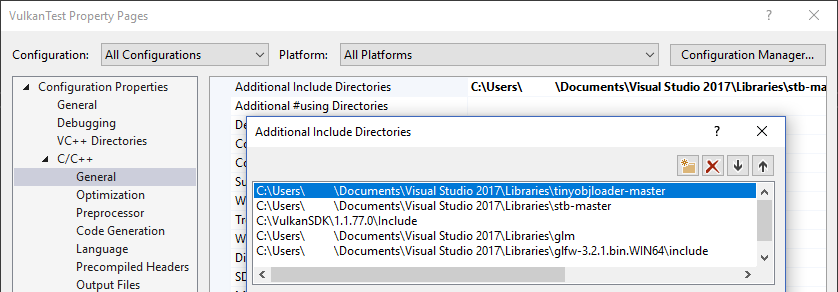 VulkanTest Property Pages
Configuration: All Configurations Platform: All Platforms Configuration Manager...
Configuration Properties
General
Debugging
VC++ Directories
C/C++
General
Optimization
Preprocessor
Code Generation
Language
Precompiled Headers
Output Files
Additional Include Directories C:\Users\ \Documents\Visual Studio 2017\Libraries\stb-ma
Additional #using Directories
Additional Include Directories
C:\Users\ \Documents\Visual Studio 2017\Libraries\tinyobjloader-master
C:\Users\ \Documents\Visual Studio 2017\Libraries\stb-master
C:\VulkanSDK\1.1.77.0\Include
C:\Users\ \Documents\Visual Studio 2017\Libraries\glm
C:\Users\ \Documents\Visual Studio 2017\Libraries\glfw-3.2.1.bin.WIN64\include